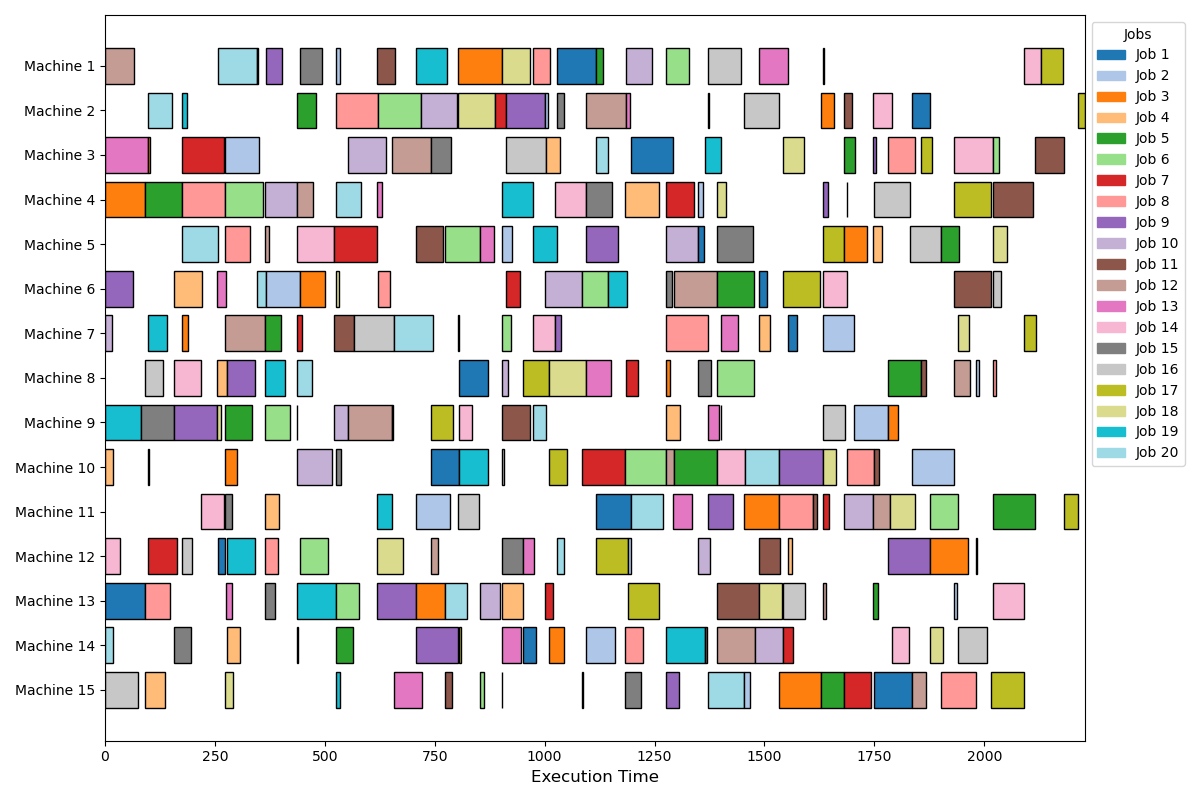 Machine 1
Machine 2
Machine 3
Machine 4
Machine 5
Machine 6
Machine 7
Machine 8
Machine 9
Machine 10
Machine 11
Machine 12
Machine 13
Machine 14
Machine 15
0 250 500 750 1000 1250 1500 1750 2000
Execution Time
Jobs
Job 1
Job 2
Job 3
Job 4
Job 5
Job 6
Job 7
Job 8
Job 9
Job 10
Job 11
Job 12
Job 13
Job 14
Job 15
Job 16
Job 17
Job 18
Job 19
Job 20